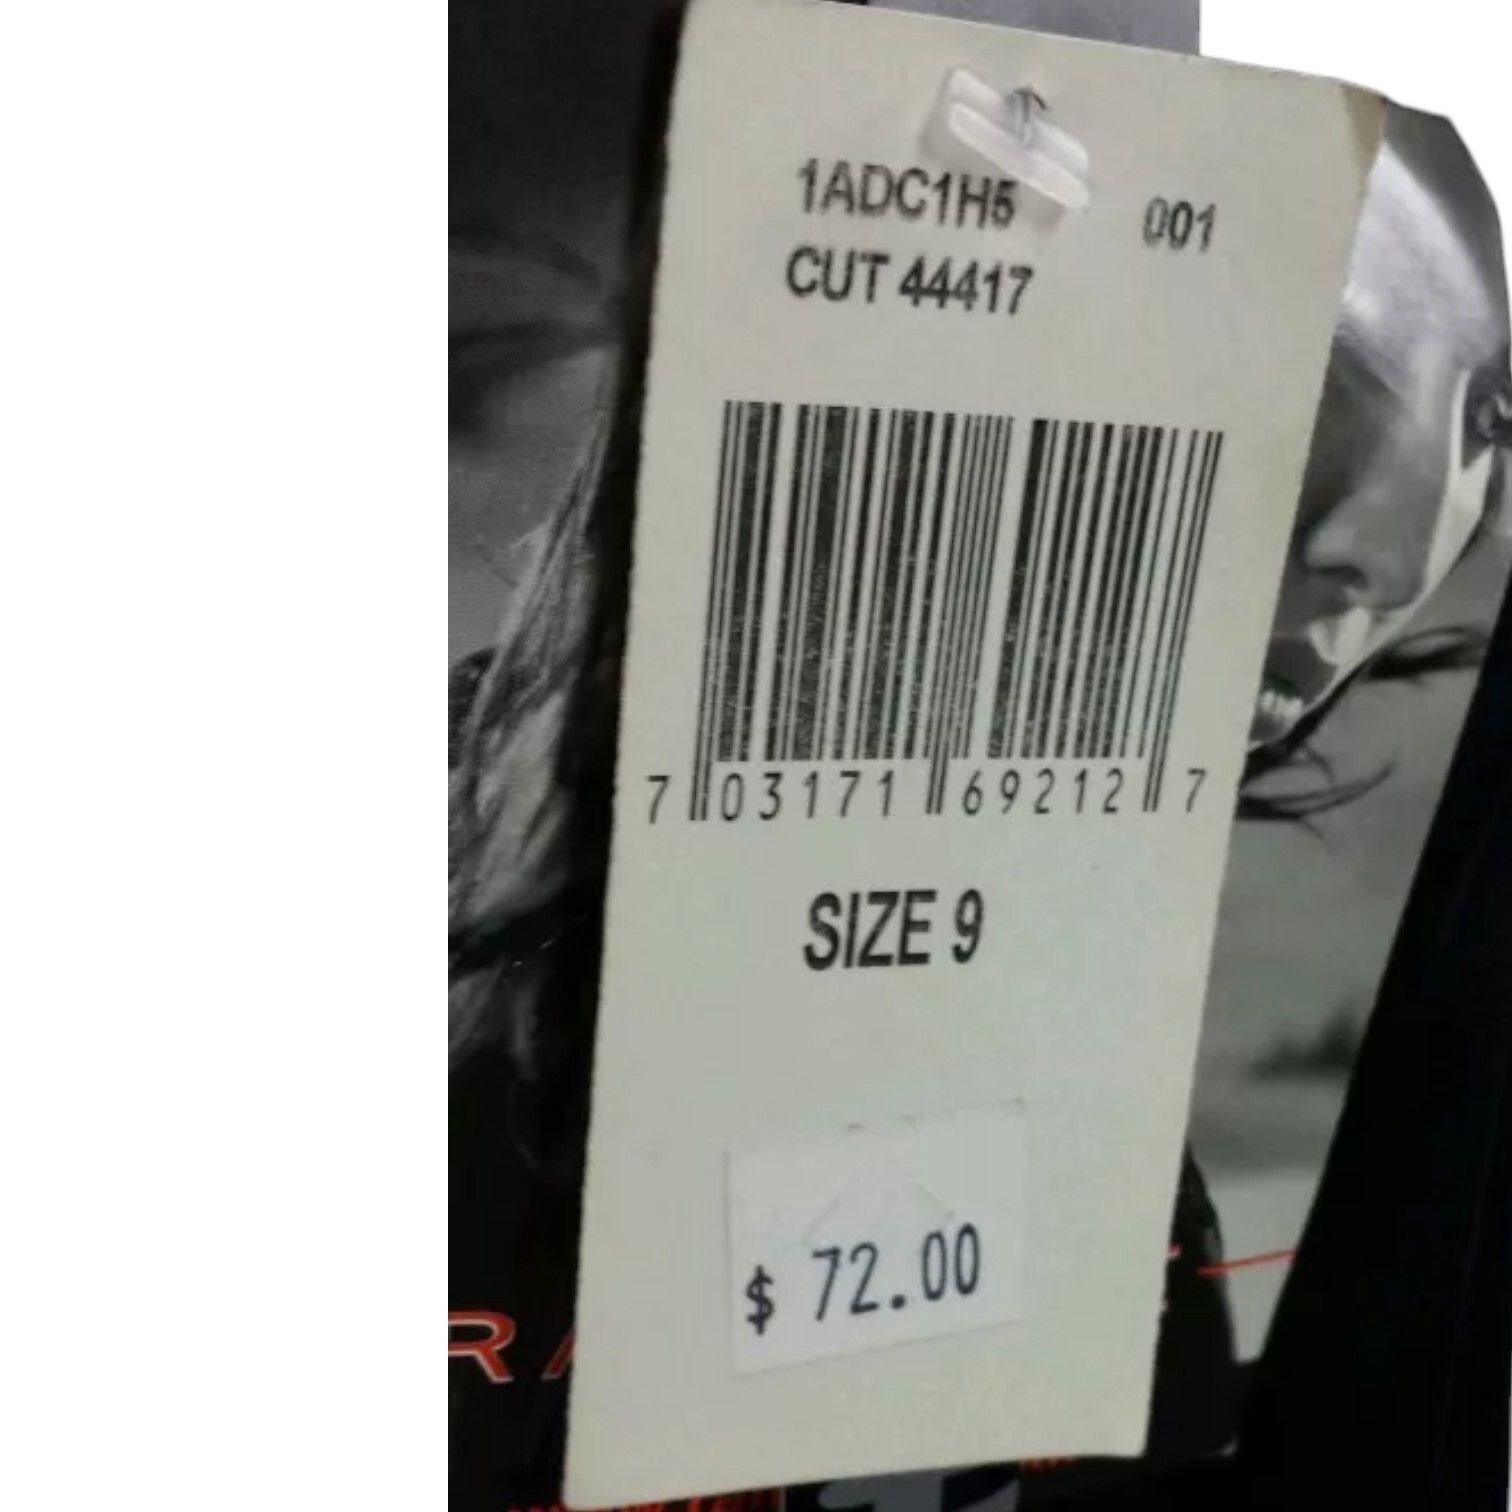 1ADC1H5 001
CUT 44417
7 03171 69212 7
SIZE 9
$ 72.00